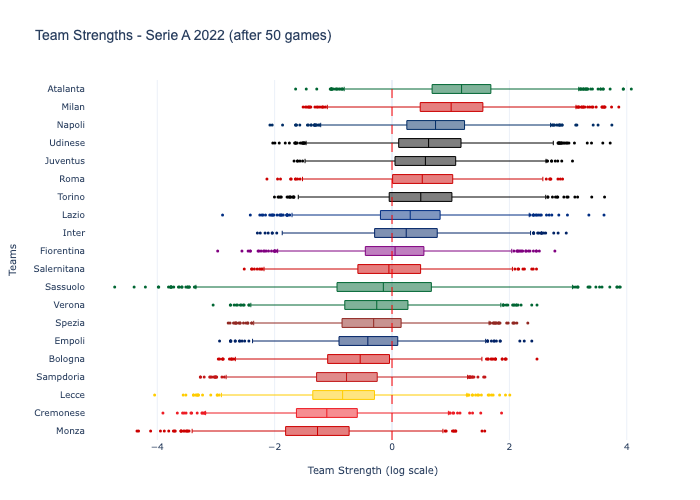 Team Strengths - Serie A 2022 (after 50 games)
Teams
Atalanta
Milan
Napoli
Udinese
Juventus
Roma
Torino
Lazio
Inter
Fiorentina
Salernitana
Sassuolo
Verona
Spezia
Empoli
Bologna
Sampdoria
Lecce
Cremonese
Monza
−4 −2 0 2 4
Team Strength (log scale)